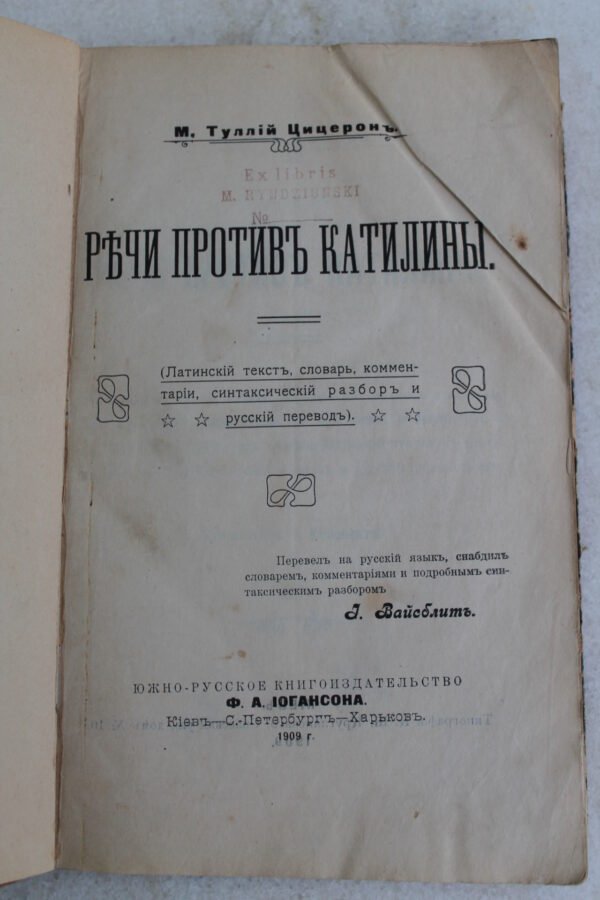 М. Туллій Цицеронъ.
Ex libris
M. RYNDZIONSKI
№
РѢЧИ ПРОТИВЪ КАТИЛИНЫ.
(Латинскій текстъ, словарь, коммен-
таріи, синтаксическій разборъ и
русскій переводъ).
Перевелъ на русскій языкъ, снабдилъ
словаремъ, комментаріями и подробнымъ син-
таксическимъ разборомъ
І. Вайсблитъ.
ЮЖНО-РУССКОЕ КНИГОИЗДАТЕЛЬСТВО
Ф. А. ІОГАНСОНА.
Кіевъ—С.-Петербургъ—Харьковъ.
1909 г.